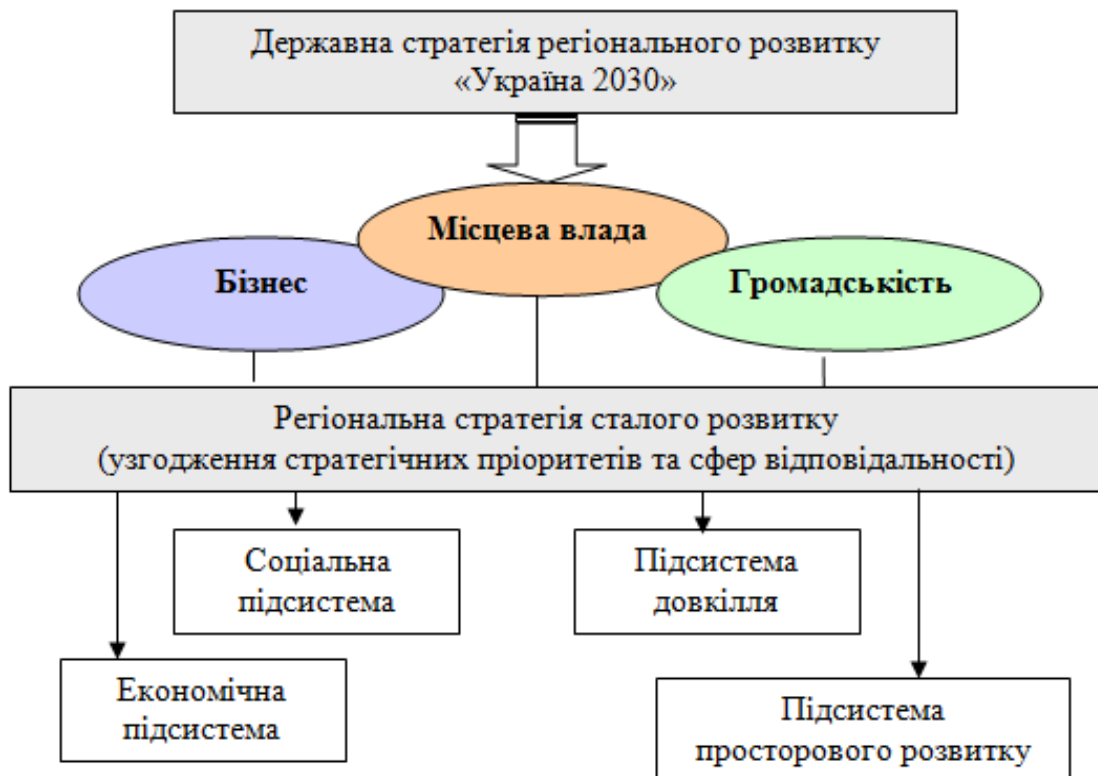 Державна стратегія регіонального розвитку
«Україна 2030»
Місцева влада
Бізнес
Громадськість
Регіональна стратегія сталого розвитку
(узгодження стратегічних пріоритетів та сфер відповідальності)
Соціальна
підсистема
Підсистема
довкілля
Економічна
підсистема
Підсистема
просторового розвитку